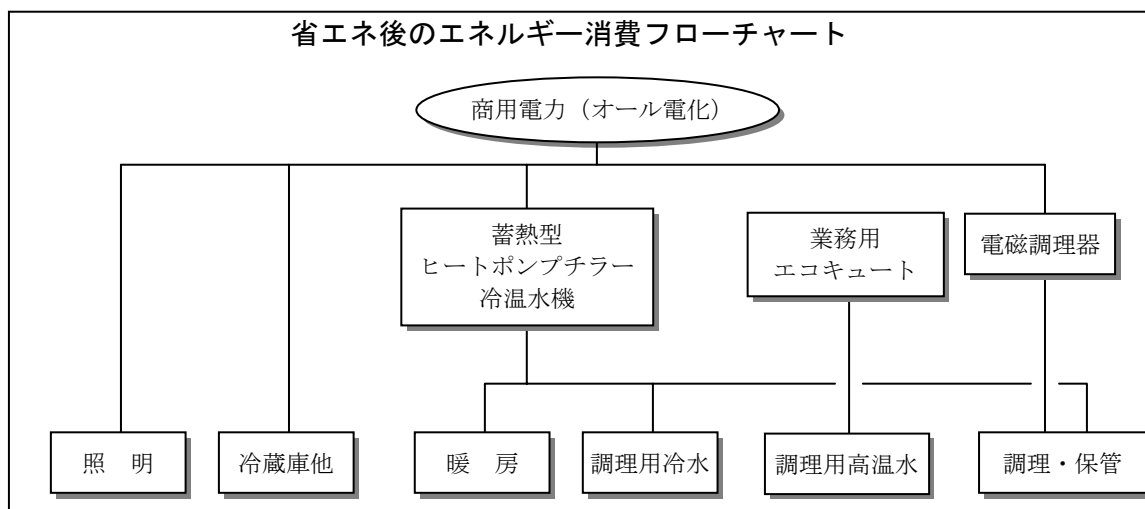 省エネ後のエネルギー消費フローチャート
商用電力（オール電化）
蓄熱型
ヒートポンプチラー
冷温水機
業務用
エコキュート
電磁調理器
照　明
冷蔵庫他
暖　房
調理用冷水
調理用高温水
調理・保管